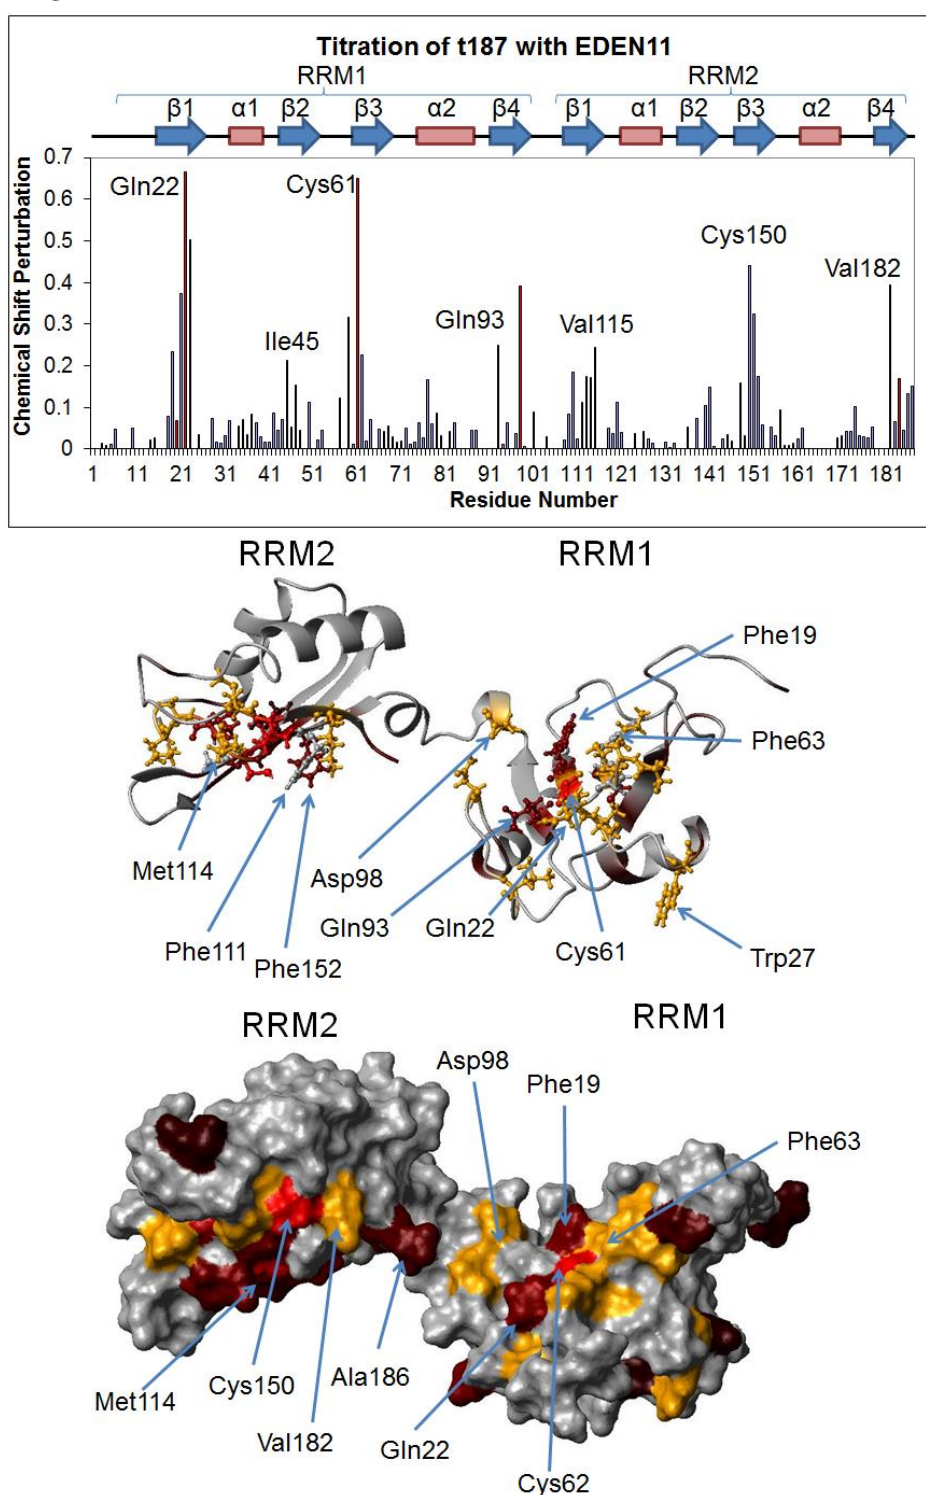 Titration of t187 with EDEN11
RRM1 RRM2
β1 α1 β2 β3 α2 β4 β1 α1 β2 β3 α2 β4
Chemical Shift Perturbation
0.7
0.6
0.5
0.4
0.3
0.2
0.1
0
Gln22
Cys61
Ile45
Gln93
Val115
Cys150
Val182
1 11 21 31 41 51 61 71 81 91 101 111 121 131 141 151 161 171 181
Residue Number
RRM2 RRM1
Phe19
Phe63
Met114
Asp98
Gln93
Gln22
Phe111
Phe152
Cys61
Trp27
RRM2 RRM1
Asp98
Phe19
Phe63
Met114
Cys150
Ala186
Val182
Gln22
Cys62